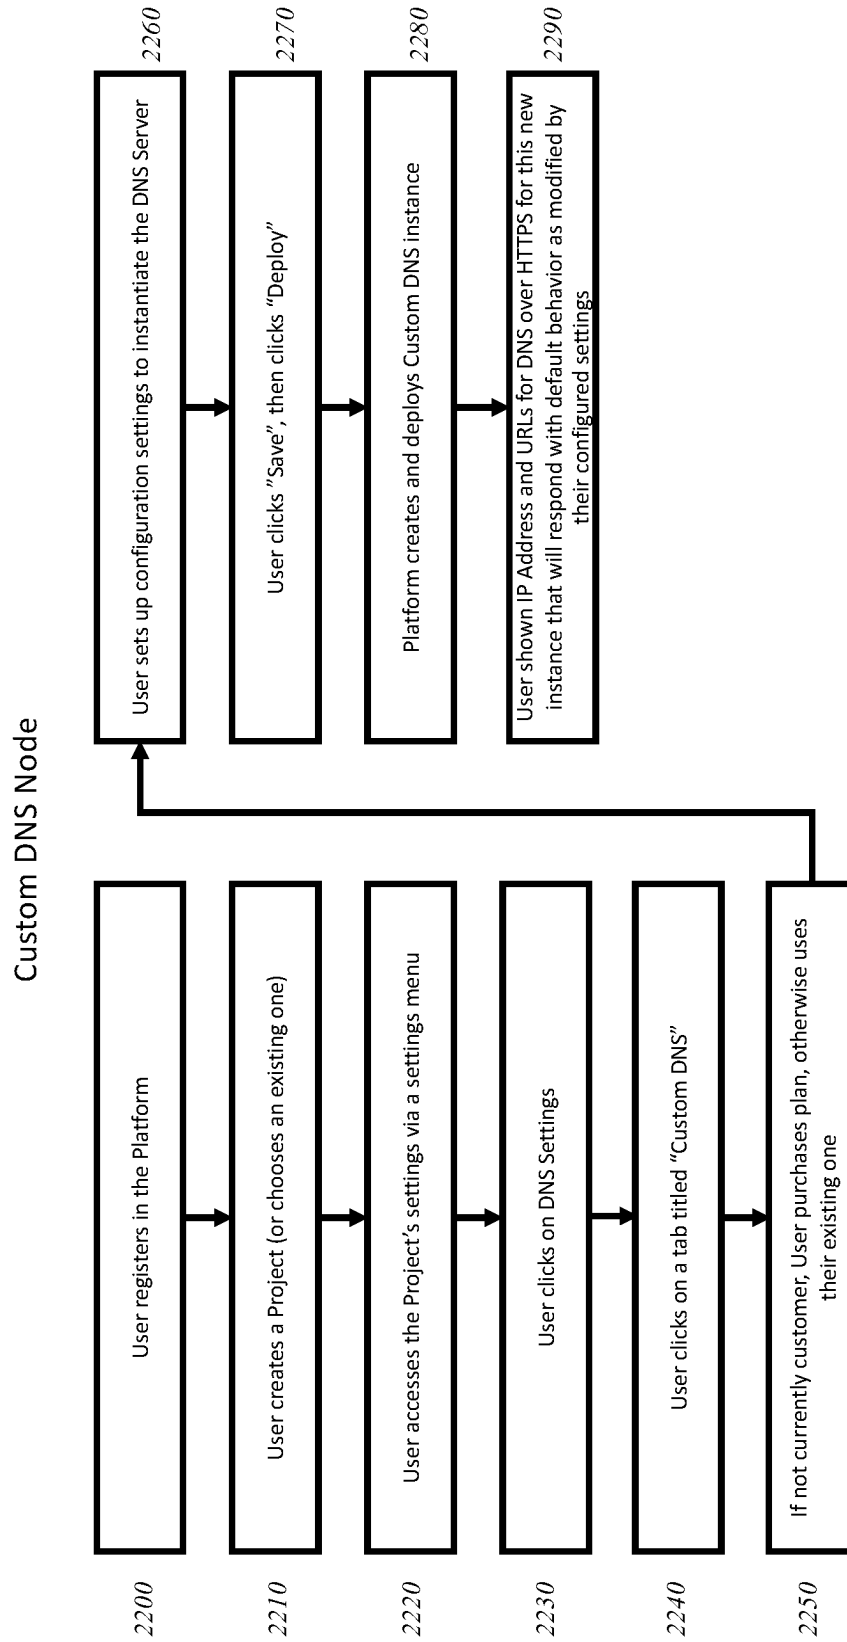 Custom DNS Node
2200
User registers in the Platform
2210
User creates a Project (or chooses an existing one)
2220
User accesses the Project’s settings via a settings menu
2230
User clicks on DNS Settings
2240
User clicks on a tab titled “Custom DNS”
2250
If not currently customer, User purchases plan, otherwise uses
their existing one
User sets up configuration settings to instantiate the DNS Server
2260
User clicks ”Save”, then clicks “Deploy”
2270
Platform creates and deploys Custom DNS instance
2280
User shown IP Address and URLs for DNS over HTTPS for this new
instance that will respond with default behavior as modified by
their configured settings
2290